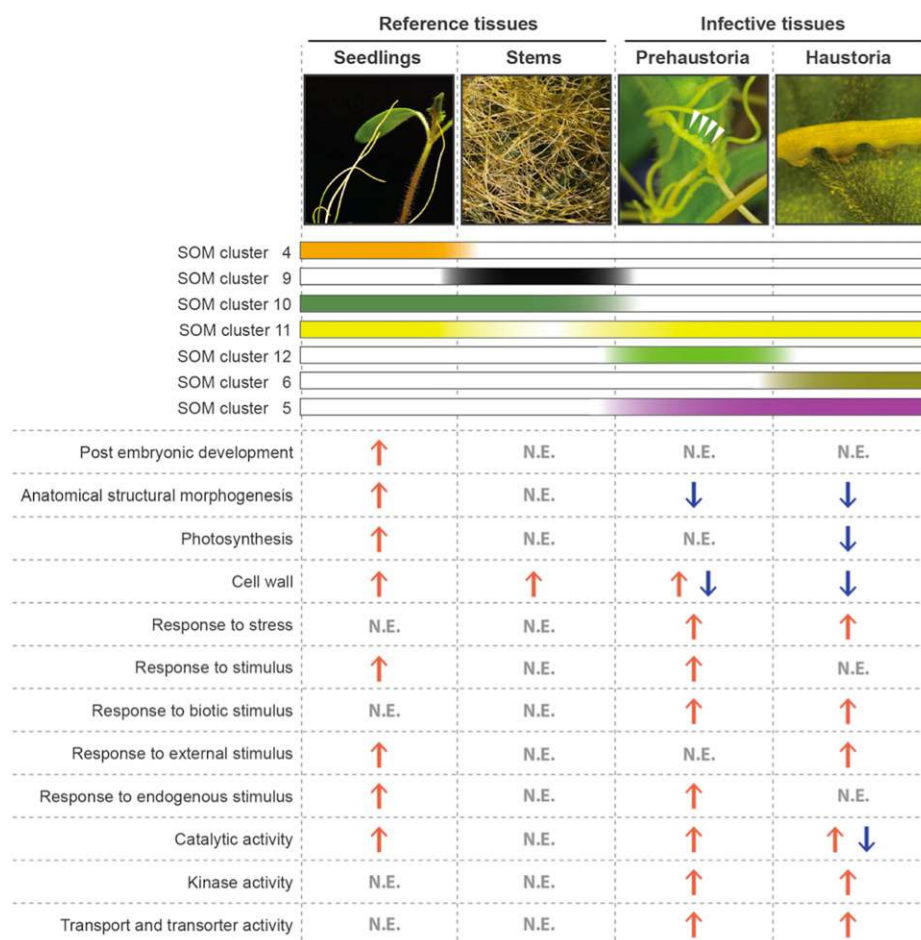 Reference tissues Infective tissues
Seedlings Stems Prehaustoria Haustoria
SOM cluster 4
SOM cluster 9
SOM cluster 10
SOM cluster 11
SOM cluster 12
SOM cluster 6
SOM cluster 5
Post embryonic development ↑ N.E. N.E. N.E.
Anatomical structural morphogenesis ↑ N.E. ↓ ↓
Photosynthesis ↑ N.E. N.E. ↓
Cell wall ↑ ↑ ↑ ↓ ↓
Response to stress N.E. N.E. ↑ ↑
Response to stimulus ↑ N.E. ↑ N.E.
Response to biotic stimulus N.E. N.E. ↑ ↑
Response to external stimulus ↑ N.E. N.E. ↑
Response to endogenous stimulus ↑ N.E. ↑ N.E.
Catalytic activity ↑ N.E. ↑ ↑ ↓
Kinase activity N.E. N.E. ↑ ↑
Transport and transorter activity N.E. N.E. ↑ ↑